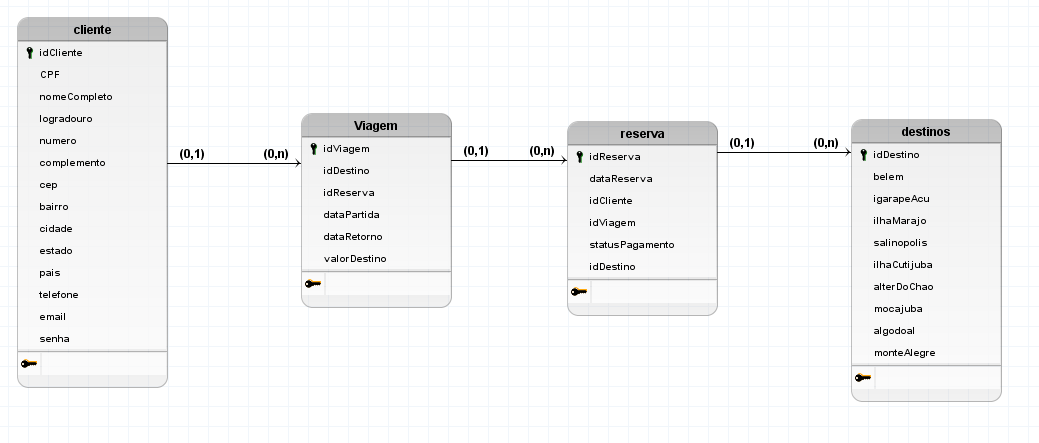 cliente
idCliente
CPF
nomeCompleto
logradouro
numero
complemento
cep
bairro
cidade
estado
pais
telefone
email
senha
(0,1)
(0,n)
Viagem
idViagem
idDestino
idReserva
dataPartida
dataRetorno
valorDestino
(0,1)
(0,n)
reserva
idReserva
dataReserva
idCliente
idViagem
statusPagamento
idDestino
(0,1)
(0,n)
destinos
idDestino
belem
igarapeAcu
ilhaMarajo
salinopolis
ilhaCutijuba
alterDoChao
mocajuba
algodoal
monteAlegre